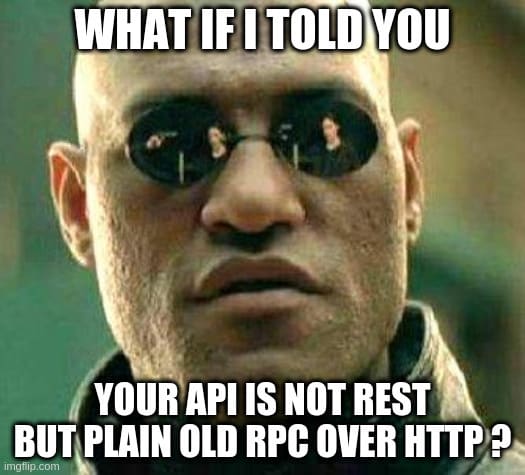 WHAT IF I TOLD YOU
YOUR API IS NOT REST
BUT PLAIN OLD RPC OVER HTTP ?
imgflip.com